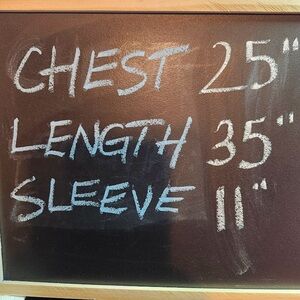 CHEST 25"
LENGTH 35"
SLEEVE 11"